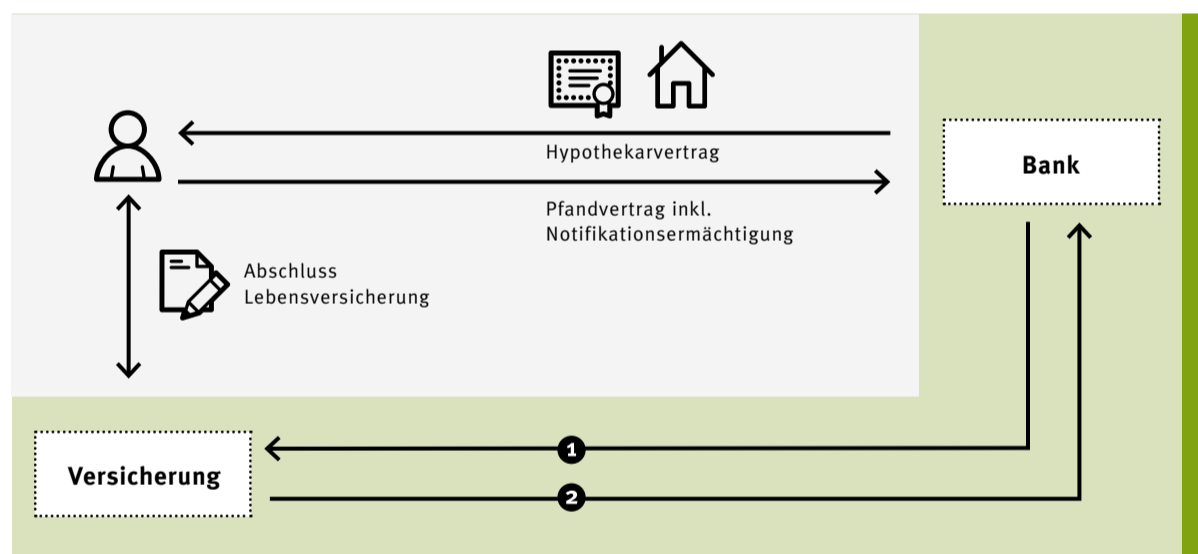 Hypothekarvertrag
Bank
Pfandvertrag inkl.
Notifikationsermächtigung
Abschluss
Lebensversicherung
1
Versicherung
2